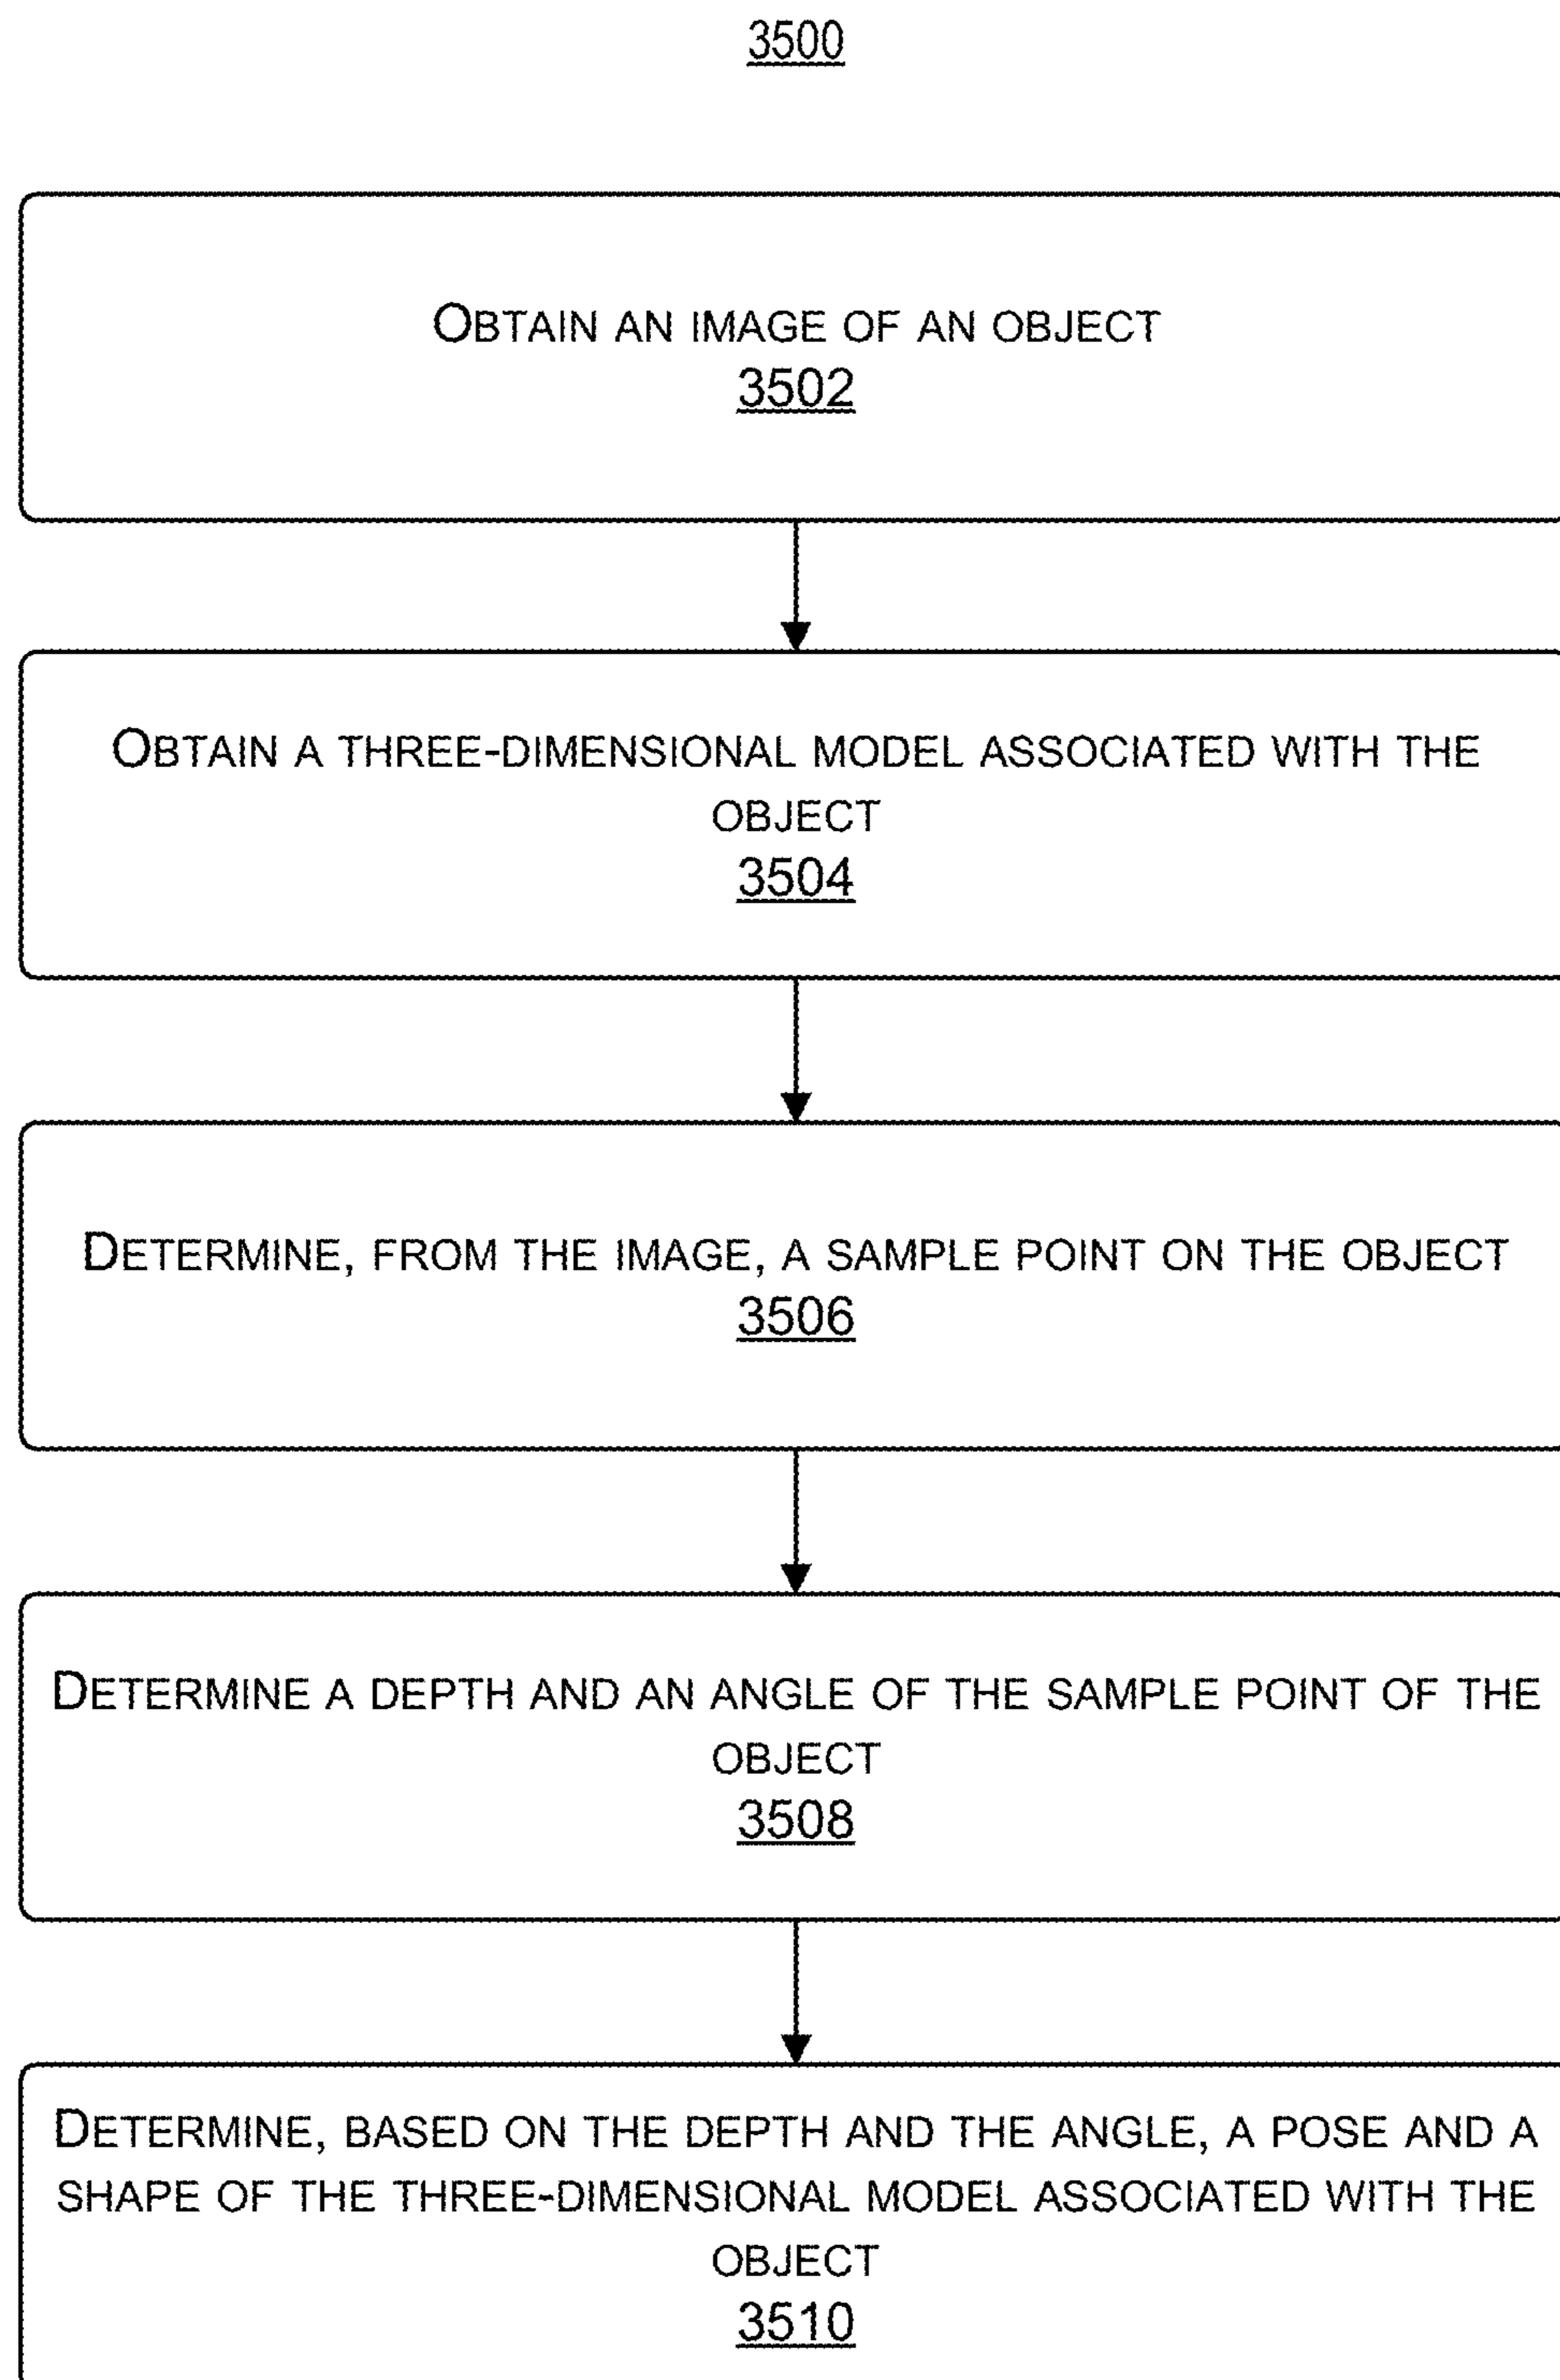 3500
OBTAIN AN IMAGE OF AN OBJECT
3502
OBTAIN A THREE-DIMENSIONAL MODEL ASSOCIATED WITH THE
OBJECT
3504
DETERMINE, FROM THE IMAGE, A SAMPLE POINT ON THE OBJECT
3506
DETERMINE A DEPTH AND AN ANGLE OF THE SAMPLE POINT OF THE
OBJECT
3508
DETERMINE, BASED ON THE DEPTH AND THE ANGLE, A POSE AND A
SHAPE OF THE THREE-DIMENSIONAL MODEL ASSOCIATED WITH THE
OBJECT
3510